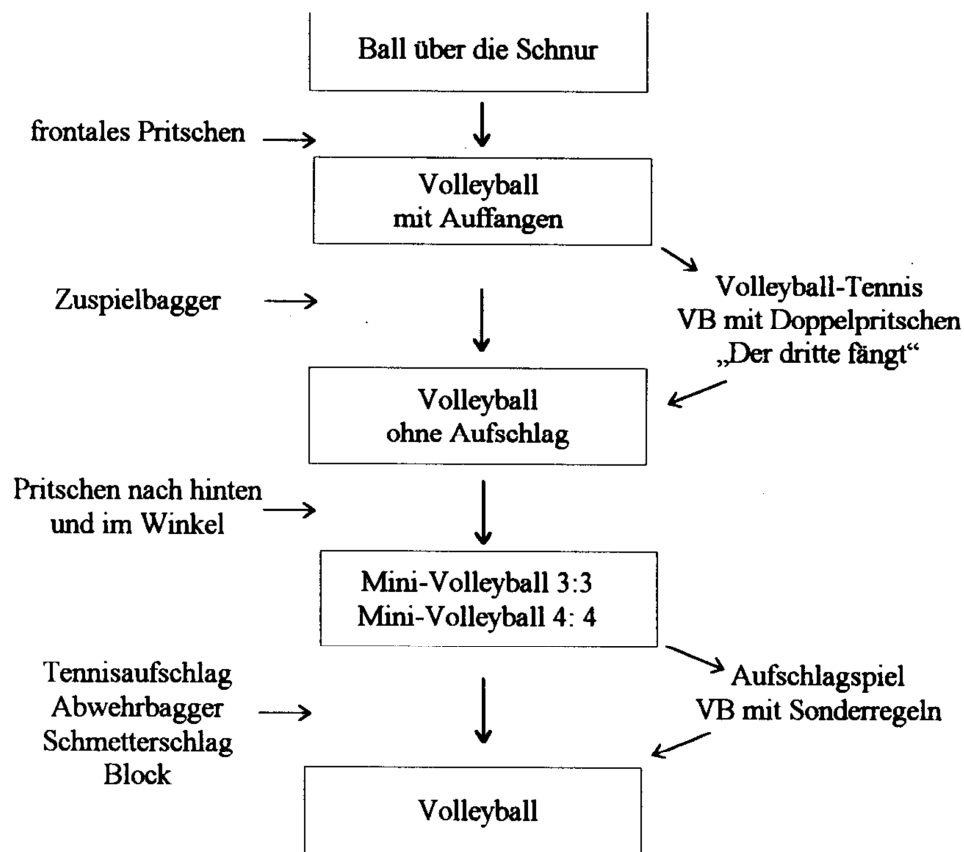 Ball über die Schnur
frontales Pritschen
Volleyball
mit Auffangen
Zuspielbagger
Volleyball-Tennis
VB mit Doppelpritschen
„Der dritte fängt“
Volleyball
ohne Aufschlag
Pritschen nach hinten
und im Winkel
Mini-Volleyball 3:3
Mini-Volleyball 4: 4
Tennisaufschlag
Abwehrbagger
Schmetterschlag
Block
Aufschlagspiel
VB mit Sonderregeln
Volleyball